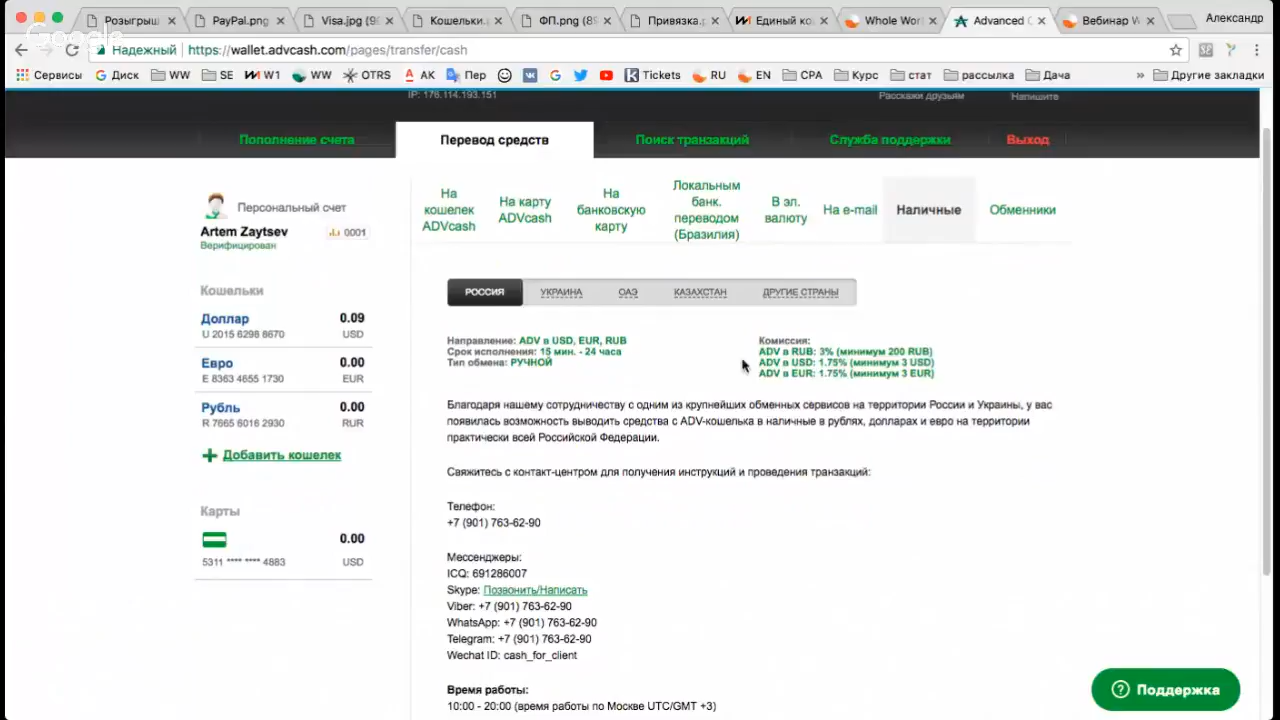 Розыгрыш
PayPal.png
Visa.jpg (9
Кошельки.
ФП.png (89
Привязка.р
Единый ко
Whole Worl
Advanced C
Вебинар W
Александр
Google
Надежный
https://wallet.advcash.com/pages/transfer/cash
Сервисы
Диск
WW
SE
W1
WW
OTRS
АК
Пер
Tickets
RU
EN
CPA
Курс
стат
рассылка
Дача
»
Другие закладки
IP: 176.114.193.151
Расскажи друзьям
Напишите
Пополнение счета
Перевод средств
Поиск транзакций
Служба поддержки
Выход
На кошелек ADVcash
На карту ADVcash
На банковскую карту
Локальным банк. переводом (Бразилия)
В эл. валюту
На e-mail
Наличные
Обменники
Персональный счет
Artem Zaytsev
0001
Верифицирован
Кошельки
Доллар 0.09
U 2015 6298 6670 USD
Евро 0.00
E 8363 4655 1730 EUR
Рубль 0.00
R 7665 6016 2930 RUR
Добавить кошелек
Карты
0.00
5311 **** **** 4883 USD
РОССИЯ
УКРАИНА
ОАЭ
КАЗАХСТАН
ДРУГИЕ СТРАНЫ
Направление: ADV в USD, EUR, RUB
Срок исполнения: 15 мин. - 24 часа
Тип обмена: РУЧНОЙ
Комиссия:
ADV в RUB: 3% (минимум 200 RUB)
ADV в USD: 1.75% (минимум 3 USD)
ADV в EUR: 1.75% (минимум 3 EUR)
Благодаря нашему сотрудничеству с одним из крупнейших обменных сервисов на территории России и Украины, у вас
появилась возможность выводить средства с ADV-кошелька в наличные в рублях, долларах и евро на территории
практически всей Российской Федерации.
Свяжитесь с контакт-центром для получения инструкций и проведения транзакций:
Телефон:
+7 (901) 763-62-90
Мессенджеры:
ICQ: 691286007
Skype: Позвонить/Написать
Viber: +7 (901) 763-62-90
WhatsApp: +7 (901) 763-62-90
Telegram: +7 (901) 763-62-90
Wechat ID: cash_for_client
Время работы:
10:00 - 20:00 (время работы по Москве UTC/GMT +3)
Поддержка